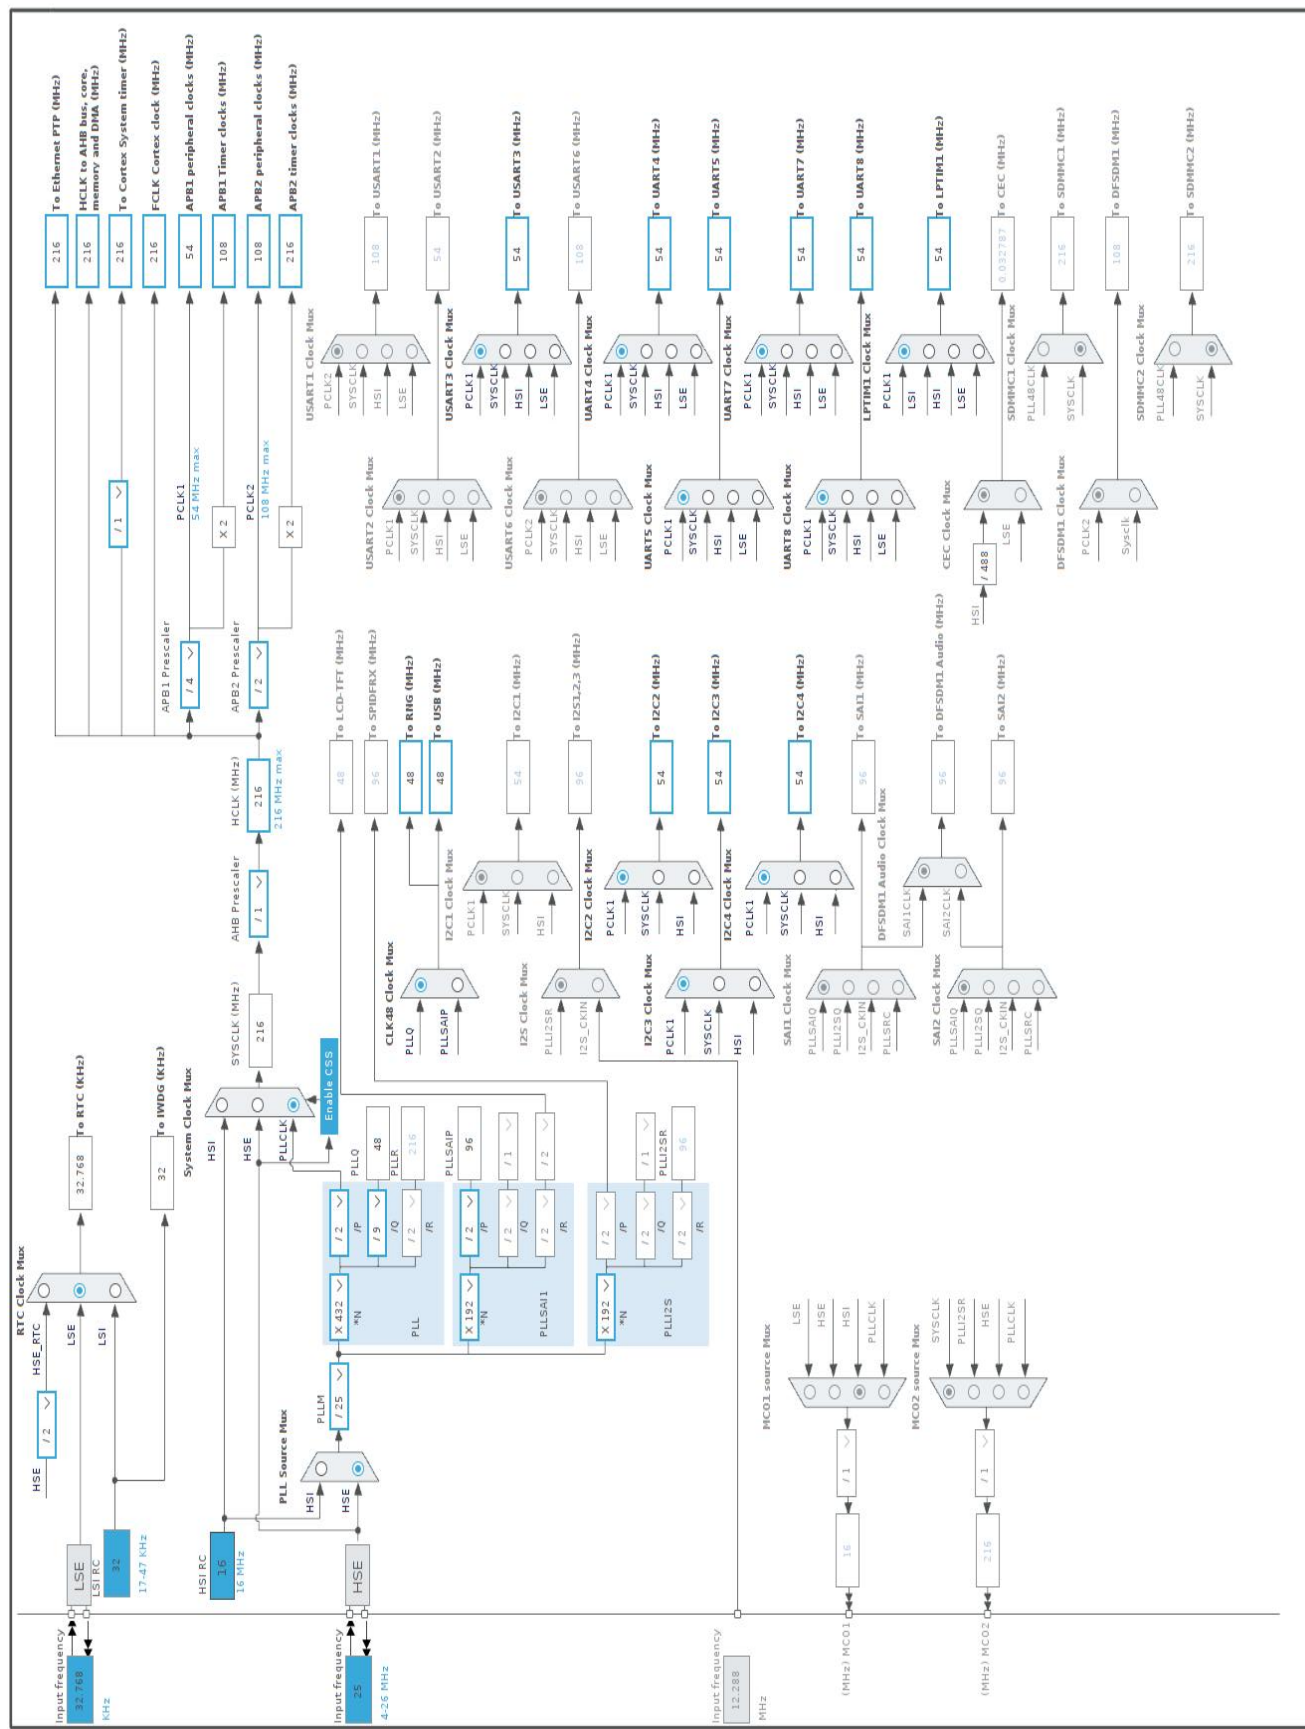 RTC Clock Mux
HSE
/ 2
HSE_RTC
Input frequency
32.768
KHz
LSE
LSE
32.768
To RTC (KHz)
LSI RC
32
17-47 KHz
LSI
32
To IWDG (KHz)
System Clock Mux
HSI RC
16
16 MHz
HSI
HSE
PLLCLK
SYSCLK (MHz)
216
AHB Prescaler
/ 1
HCLK (MHz)
216
216 MHz max
APB1 Prescaler
/ 4
APB2 Prescaler
/ 2
/ 1
PCLK1
54 MHz max
X 2
PCLK2
108 MHz max
X 2
216
To Ethernet PTP (MHz)
216
HCLK to AHB bus, core,
memory and DMA (MHz)
216
To Cortex System timer (MHz)
216
FCLK Cortex clock (MHz)
54
APB1 peripheral clocks (MHz)
108
APB1 Timer clocks (MHz)
108
APB2 peripheral clocks (MHz)
216
APB2 timer clocks (MHz)
PLL Source Mux
Input frequency
25
4-26 MHz
HSE
HSI
HSE
PLLM
/ 25
Enable CSS
X 432
*N
/ 2
/P
/ 9
/Q
/ 2
/R
PLL
PLLQ
48
PLLR
216
X 192
*N
/ 2
/P
/ 2
/Q
/ 2
/R
PLLSAI1
PLLSAIP
96
/ 1
/ 2
X 192
*N
/ 2
/P
/ 2
/Q
/ 2
/R
PLLI2S
/ 1
PLLI2SR
96
48
To LCD-TFT (MHz)
96
To SPIDFRX (MHz)
CLK48 Clock Mux
PLLQ
PLLSAIP
48
To RNG (MHz)
48
To USB (MHz)
I2C1 Clock Mux
PCLK1
SYSCLK
HSI
54
To I2C1 (MHz)
I2S Clock Mux
PLLI2SR
I2S_CKIN
96
To I2S1,2,3 (MHz)
I2C2 Clock Mux
PCLK1
SYSCLK
HSI
54
To I2C2 (MHz)
I2C3 Clock Mux
PCLK1
SYSCLK
HSI
54
To I2C3 (MHz)
I2C4 Clock Mux
PCLK1
SYSCLK
HSI
54
To I2C4 (MHz)
SAI1 Clock Mux
PLLSAIQ
PLLI2SQ
I2S_CKIN
PLLSRC
96
To SAI1 (MHz)
DFSDM1 Audio Clock Mux
SAI1CLK
SAI2CLK
96
To DFSDM1 Audio (MHz)
SAI2 Clock Mux
PLLSAIQ
PLLI2SQ
I2S_CKIN
PLLSRC
96
To SAI2 (MHz)
USART1 Clock Mux
PCLK2
SYSCLK
HSI
LSE
108
To USART1 (MHz)
USART2 Clock Mux
PCLK1
SYSCLK
HSI
LSE
54
To USART2 (MHz)
USART3 Clock Mux
PCLK1
SYSCLK
HSI
LSE
54
To USART3 (MHz)
USART6 Clock Mux
PCLK2
SYSCLK
HSI
LSE
108
To USART6 (MHz)
UART4 Clock Mux
PCLK1
SYSCLK
HSI
LSE
54
To UART4 (MHz)
UART5 Clock Mux
PCLK1
SYSCLK
HSI
LSE
54
To UART5 (MHz)
UART7 Clock Mux
PCLK1
SYSCLK
HSI
LSE
54
To UART7 (MHz)
UART8 Clock Mux
PCLK1
SYSCLK
HSI
LSE
54
To UART8 (MHz)
LPTIM1 Clock Mux
PCLK1
LSI
HSI
LSE
54
To LPTIM1 (MHz)
CEC Clock Mux
HSI
/ 488
LSE
0.032787
To CEC (MHz)
SDMMC1 Clock Mux
PLL48CLK
SYSCLK
216
To SDMMC1 (MHz)
DFSDM1 Clock Mux
PCLK2
Sysclk
108
To DFSDM1 (MHz)
SDMMC2 Clock Mux
PLL48CLK
SYSCLK
216
To SDMMC2 (MHz)
Input frequency
12.288
MHz
MCO1 source Mux
LSE
HSE
HSI
PLLCLK
/ 1
16
(MHz) MCO1
MCO2 source Mux
SYSCLK
PLLI2SR
HSE
PLLCLK
/ 1
216
(MHz) MCO2